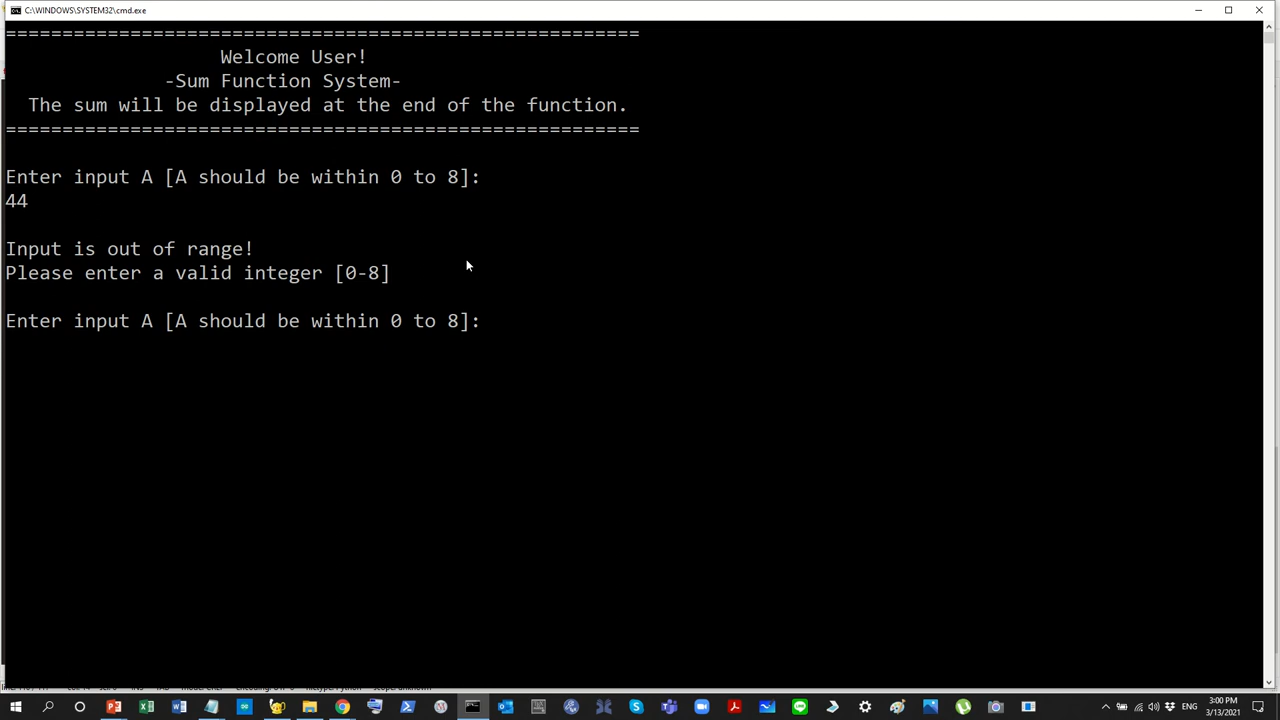 C:\WINDOWS\SYSTEM32\cmd.exe
========================================================
Welcome User!
-Sum Function System-
The sum will be displayed at the end of the function.
========================================================
Enter input A [A should be within 0 to 8]:
44
Input is out of range!
Please enter a valid integer [0-8]
Enter input A [A should be within 0 to 8]:
3:00 PM
ENG
3/13/2021